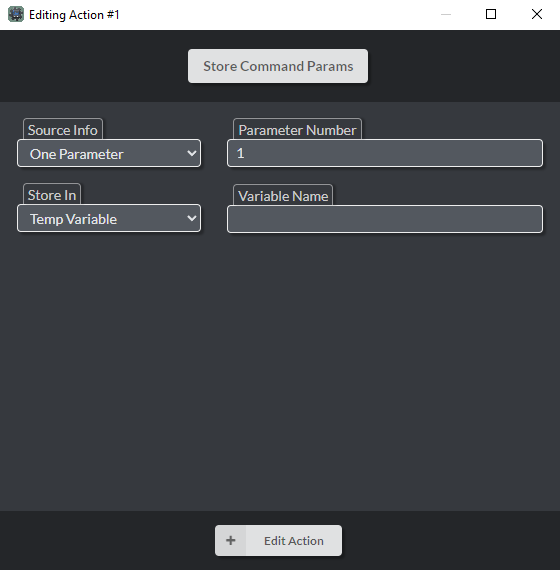 Editing Action #1
Store Command Params
Source Info
Parameter Number
One Parameter
1
Store In
Variable Name
Temp Variable
+ Edit Action